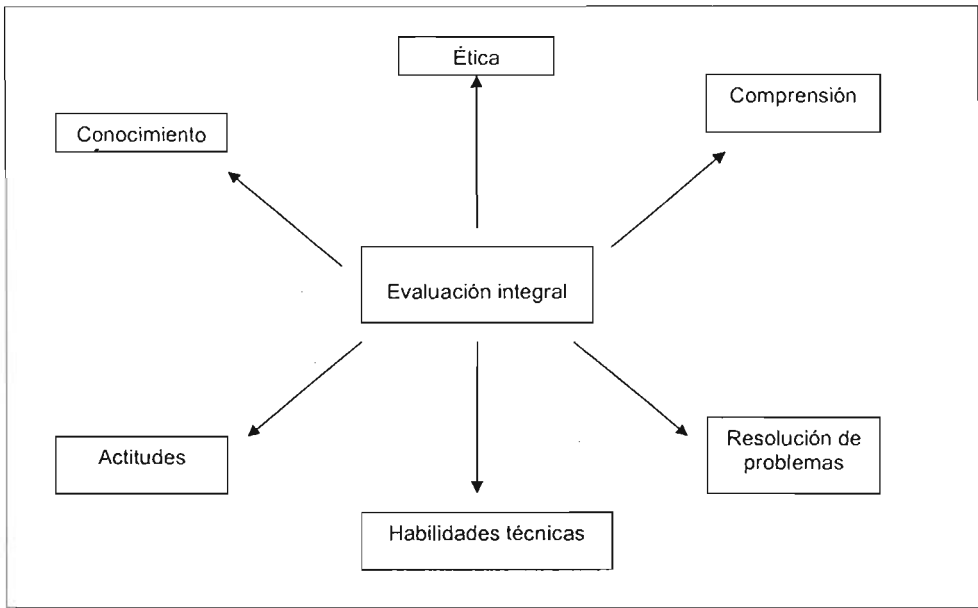 Ética
Comprensión
Conocimiento
Evaluación integral
Actitudes
Resolución de
problemas
Habilidades técnicas